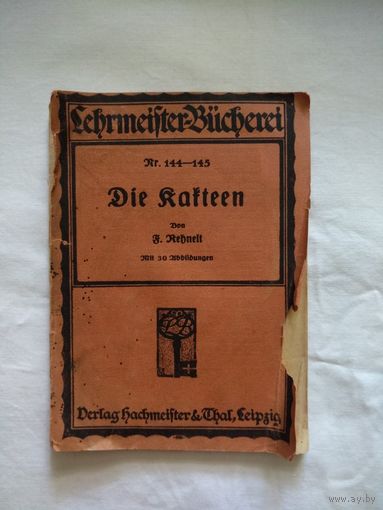 Lehrmeister-Bücherei
Nr. 144—145
Die Kakteen
Von
F. Rehnelt
Mit 30 Abbildungen
Verlag Hachmeister & Thal, Leipzig
www.ay.by